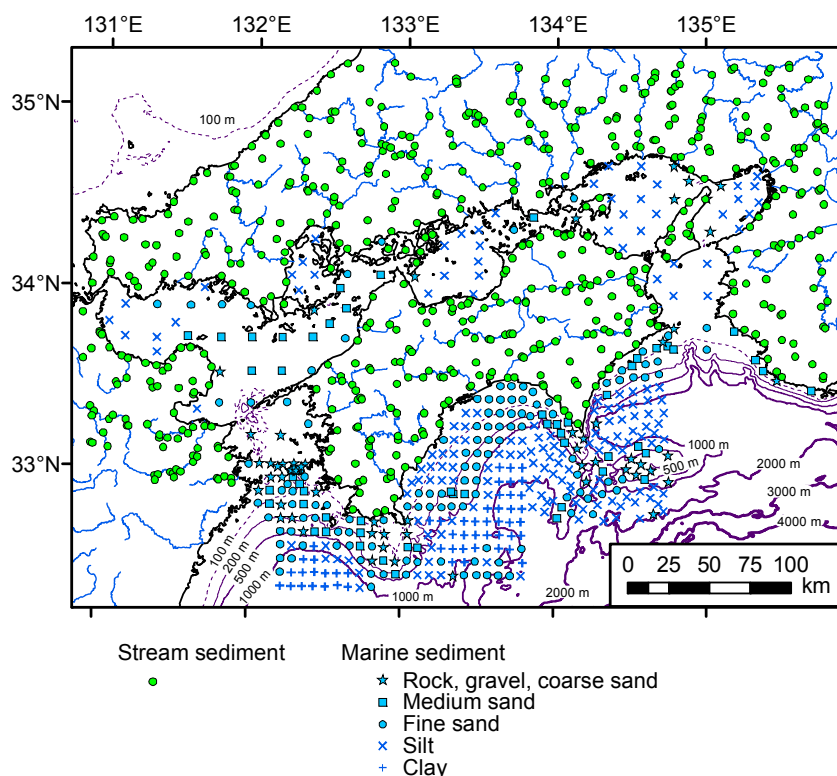 131°E 132°E 133°E 134°E 135°E
35°N
100 m
34°N
33°N
1000 m
500 m
2000 m
3000 m
4000 m
100 m
200 m
500 m
1000 m
1000 m
2000 m
0 25 50 75 100
km
Stream sediment
Marine sediment
Rock, gravel, coarse sand
Medium sand
Fine sand
Silt
Clay